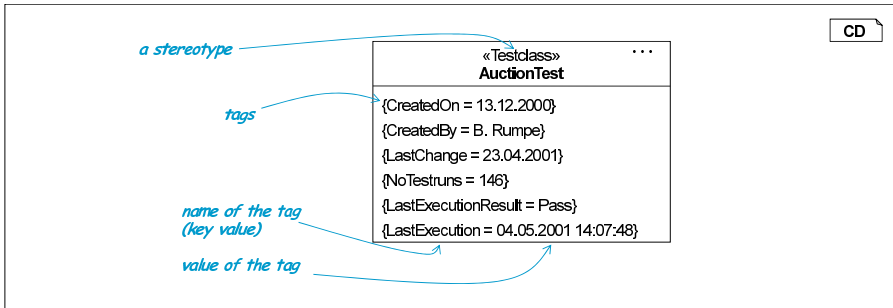 CD
a stereotype
«Testclass»
...
AuctionTest
tags
{CreatedOn = 13.12.2000}
{CreatedBy = B. Rumpe}
{LastChange = 23.04.2001}
{NoTestruns = 146}
{LastExecutionResult = Pass}
{LastExecution = 04.05.2001 14:07:48}
name of the tag
(key value)
value of the tag